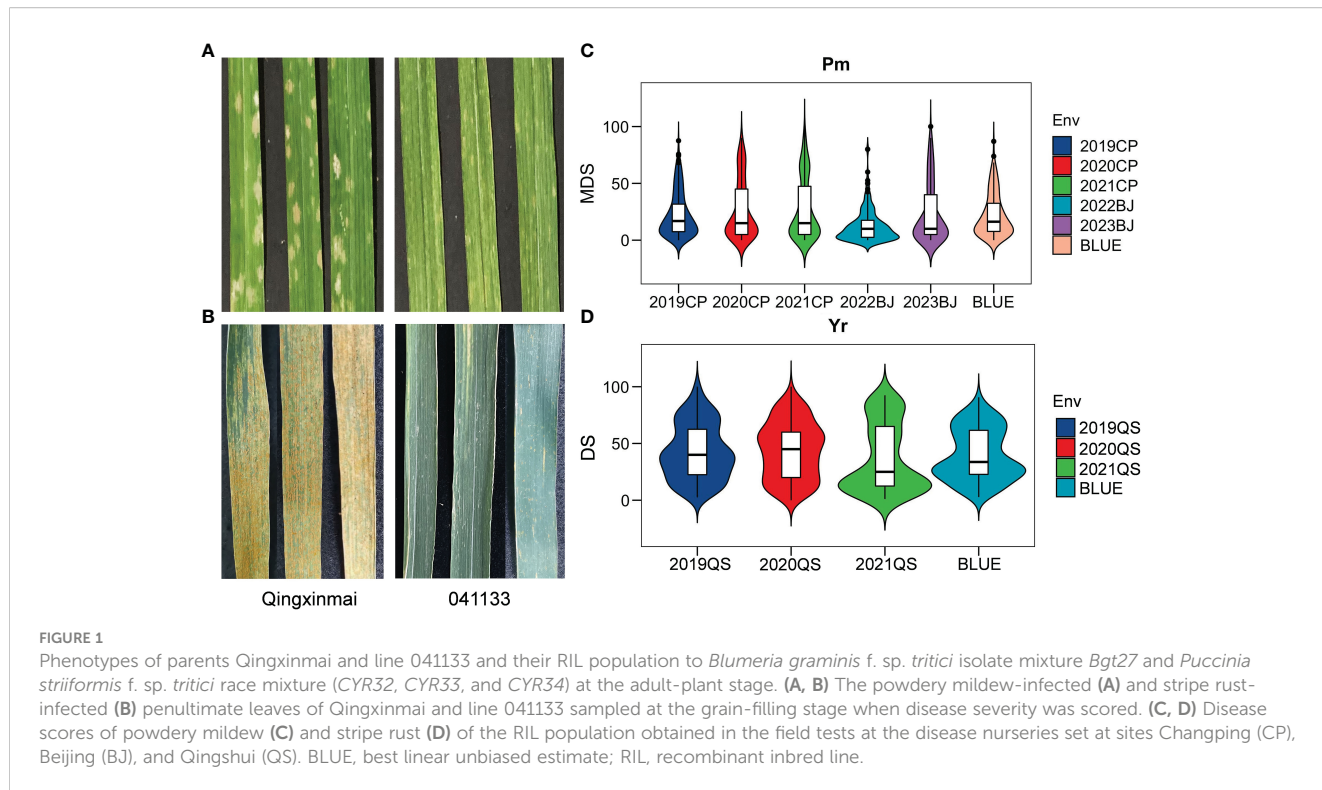 A
C
Pm
MDS
100
50
0
2019CP 2020CP 2021CP 2022BJ 2023BJ BLUE
Env
2019CP
2020CP
2021CP
2022BJ
2023BJ
BLUE
B
D
Yr
DS
100
50
0
2019QS 2020QS 2021QS BLUE
Env
2019QS
2020QS
2021QS
BLUE
Qingxinmai 041133
FIGURE 1
Phenotypes of parents Qingxinmai and line 041133 and their RIL population to Blumeria graminis f. sp. tritici isolate mixture Bgt27 and Puccinia
striiformis f. sp. tritici race mixture (CYR32, CYR33, and CYR34) at the adult-plant stage. (A, B) The powdery mildew-infected (A) and stripe rust-
infected (B) penultimate leaves of Qingxinmai and line 041133 sampled at the grain-filling stage when disease severity was scored. (C, D) Disease
scores of powdery mildew (C) and stripe rust (D) of the RIL population obtained in the field tests at the disease nurseries set at sites Changping (CP),
Beijing (BJ), and Qingshui (QS). BLUE, best linear unbiased estimate; RIL, recombinant inbred line.